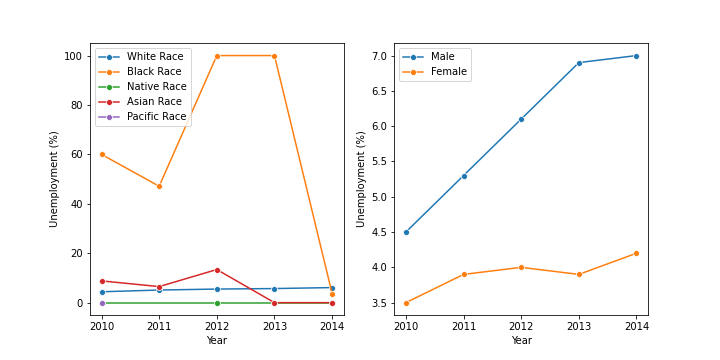 White Race
Black Race
Native Race
Asian Race
Pacific Race
100
80
60
40
20
0
Unemployment (%)
2010 2011 2012 2013 2014
Year
Male
Female
7.0
6.5
6.0
5.5
5.0
4.5
4.0
3.5
Unemployment (%)
2010 2011 2012 2013 2014
Year